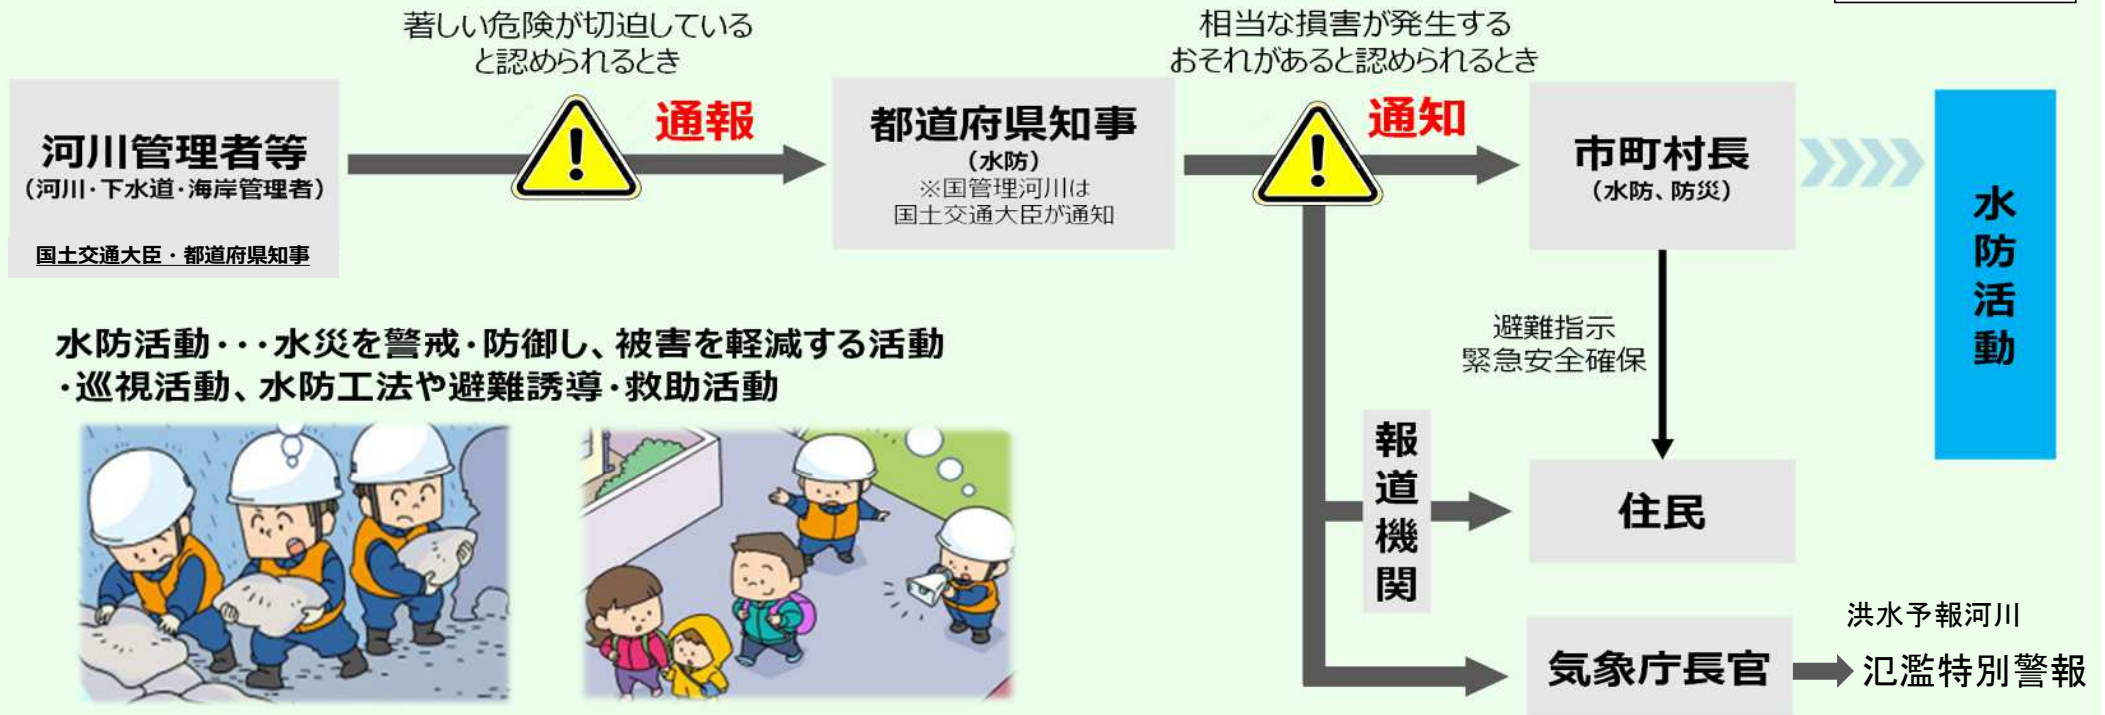 著しい危険が切迫している
と認められるとき
通報
河川管理者等
(河川・下水道・海岸管理者)
国土交通大臣・都道府県知事
都道府県知事
(水防)
※国管理河川は
国土交通大臣が通知
相当な損害が発生する
おそれがあると認められるとき
通知
市町村長
(水防、防災)
水防活動
避難指示
緊急安全確保
報道機関
住民
気象庁長官
洪水予報河川
氾濫特別警報
水防活動・・・水災を警戒・防御し、被害を軽減する活動
・巡視活動、水防工法や避難誘導・救助活動